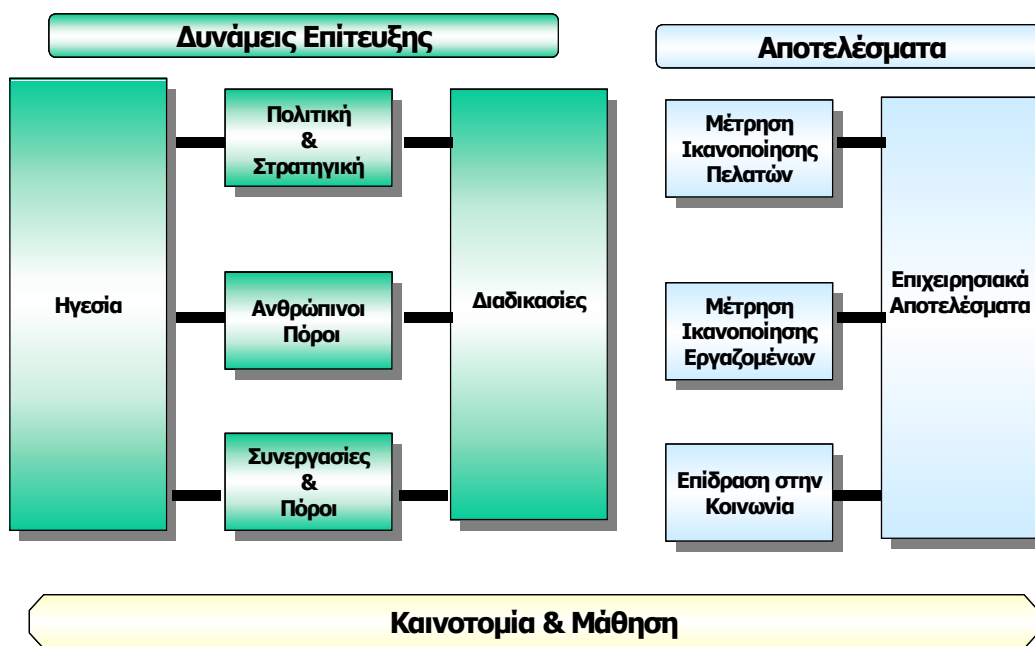 Δυνάμεις Επίτευξης
Αποτελέσματα
Ηγεσία
Πολιτική
&
Στρατηγική
Ανθρώπινοι
Πόροι
Συνεργασίες
&
Πόροι
Διαδικασίες
Μέτρηση
Ικανοποίησης
Πελατών
Μέτρηση
Ικανοποίησης
Εργαζομένων
Επίδραση στην
Κοινωνία
Επιχειρησιακά
Αποτελέσματα
Καινοτομία & Μάθηση